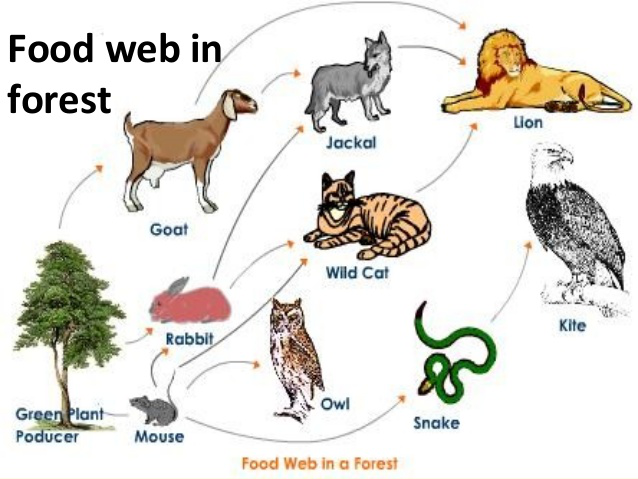 Food web in
forest
Lion
Jackal
Goat
Wild Cat
Kite
Rabbit
Owl
Green Plant
Poducer
Mouse
Snake
Food Web in a Forest